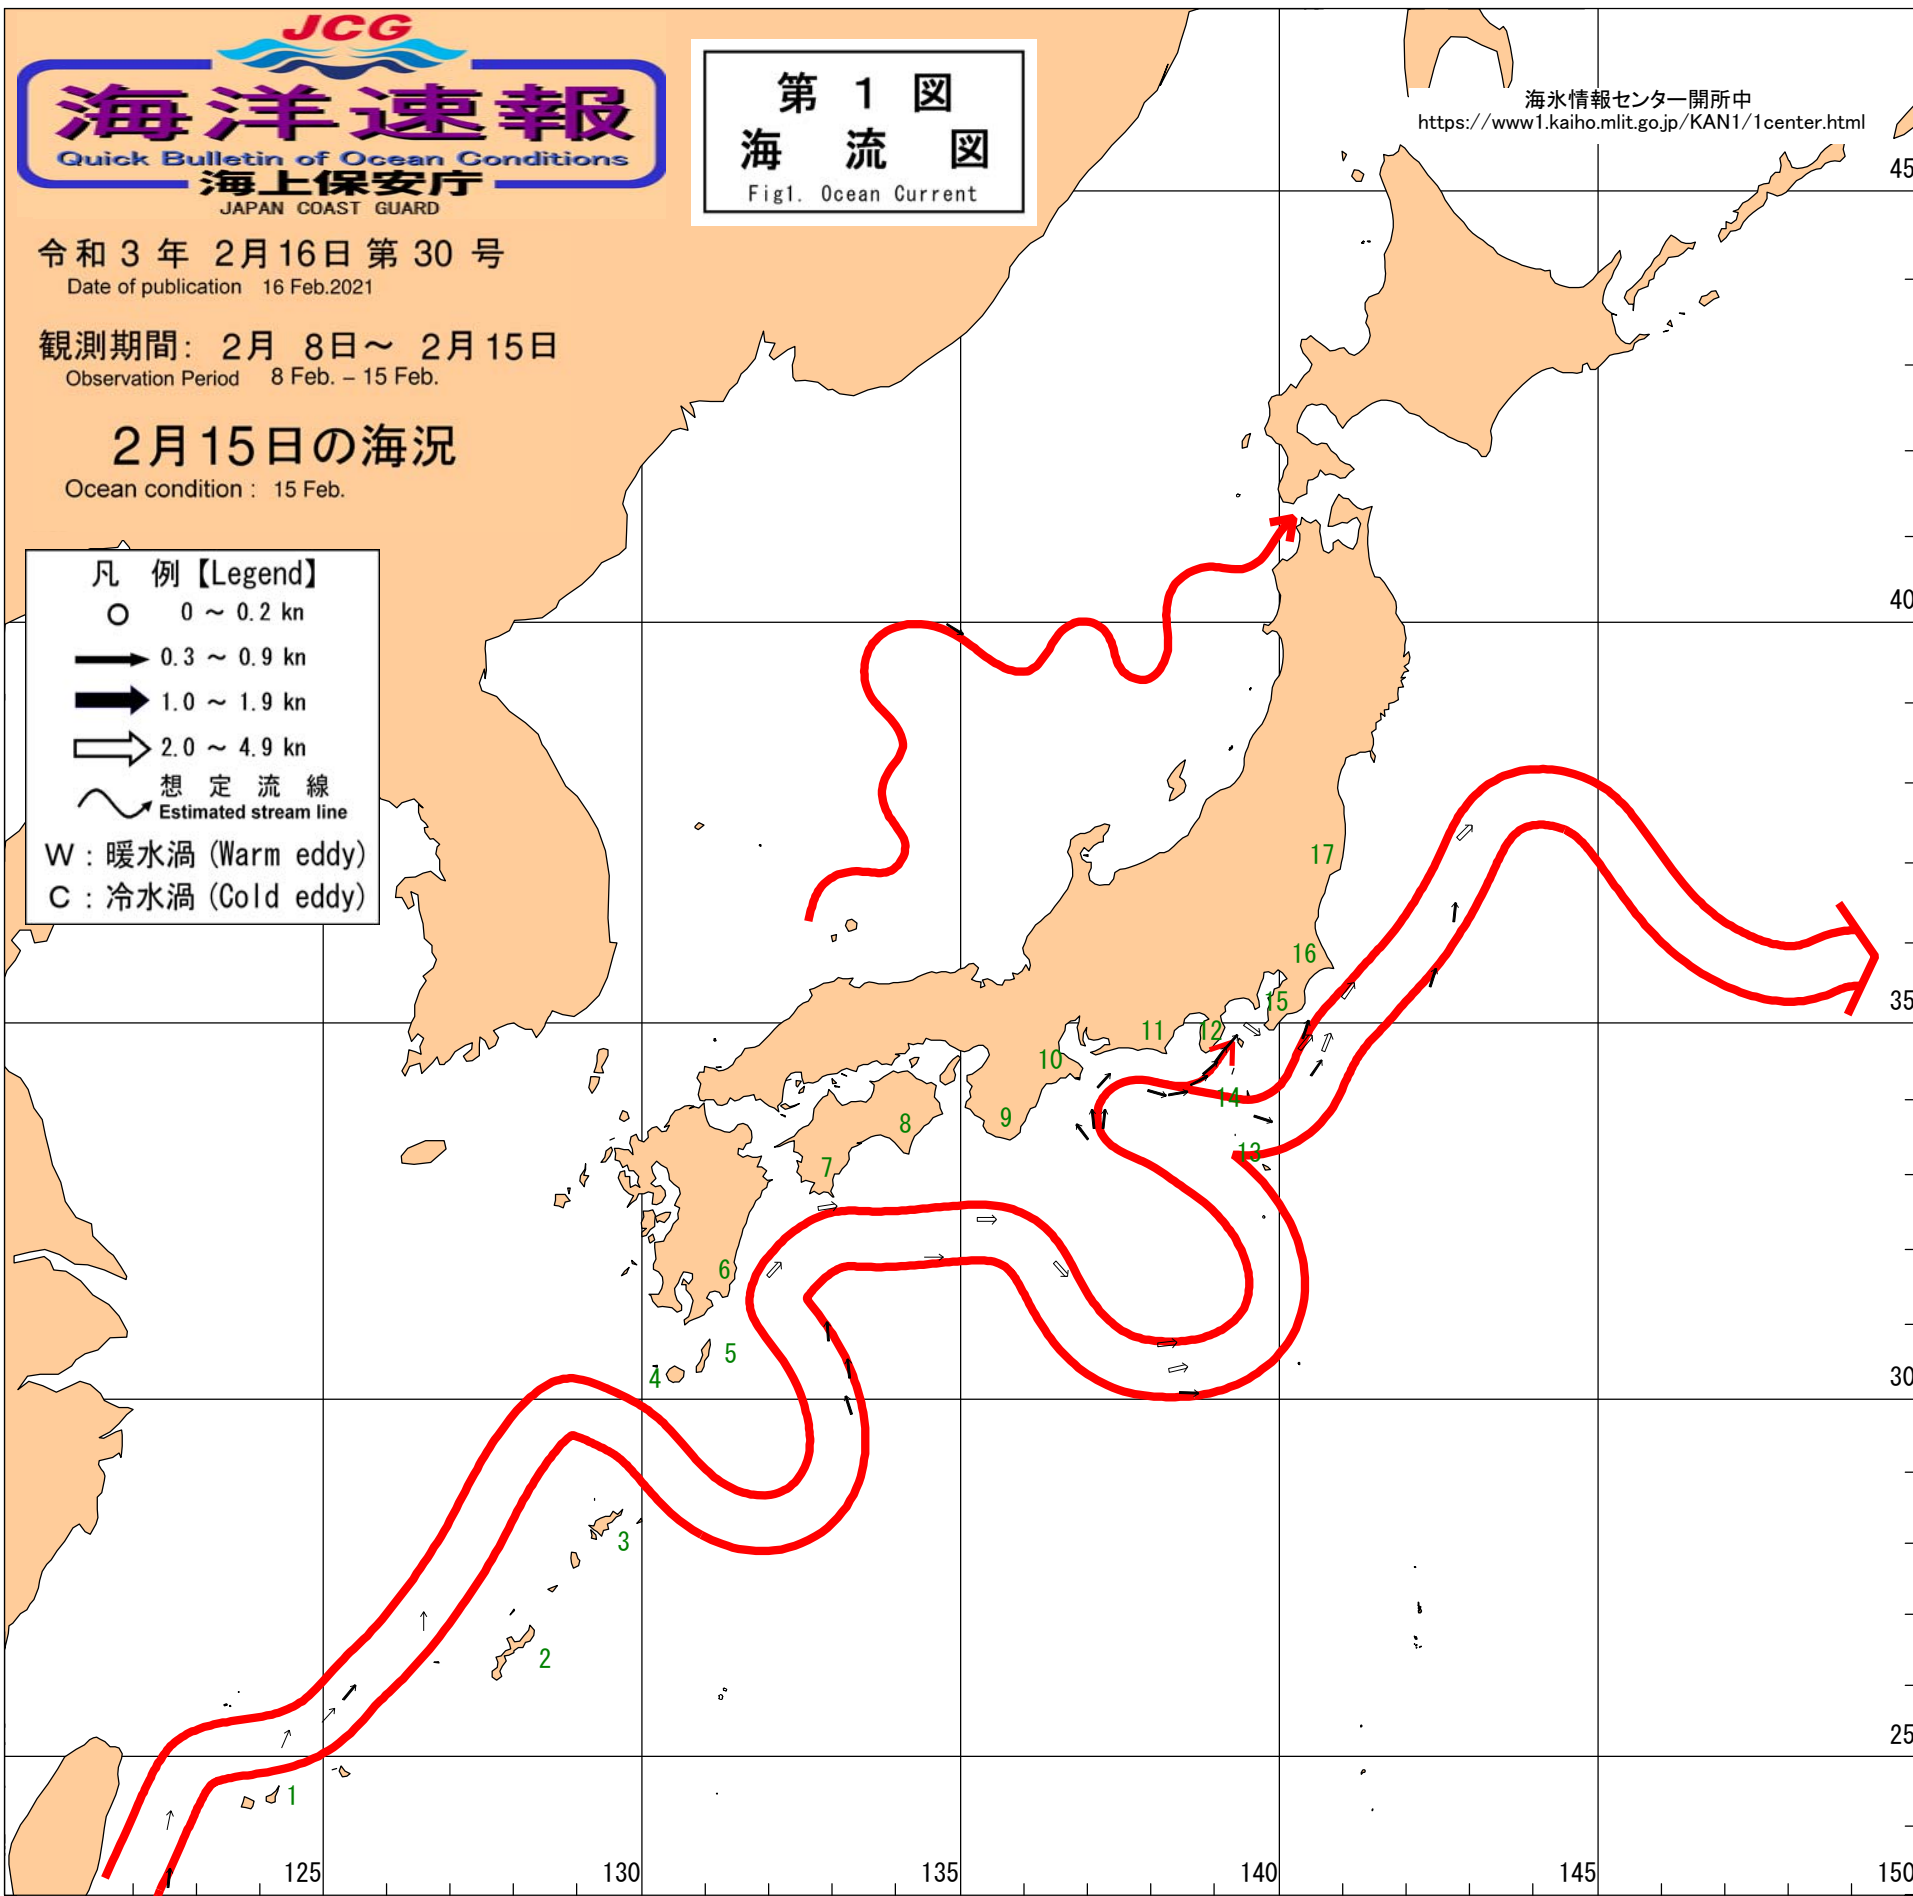 JCG
海洋速報
Quick Bulletin of Ocean Conditions
海上保安庁
JAPAN COAST GUARD
第 1 図
海 流 図
Fig1. Ocean Current
海氷情報センター開所中
https://www1.kaiho.mlit.go.jp/KAN1/1center.html
令和 3 年 2月16日 第 30 号
Date of publication 16 Feb.2021
観測期間: 2月 8日～ 2月15日
Observation Period 8 Feb. – 15 Feb.
2月15日の海況
Ocean condition : 15 Feb.
凡 例【Legend】
0 ～ 0.2 kn
0.3 ～ 0.9 kn
1.0 ～ 1.9 kn
2.0 ～ 4.9 kn
想 定 流 線
Estimated stream line
W : 暖水渦 (Warm eddy)
C : 冷水渦 (Cold eddy)
45
40
17
16
35
15
12
11
10
14
9
8
13
7
6
5
4
30
3
2
25
1
125
130
135
140
145
150